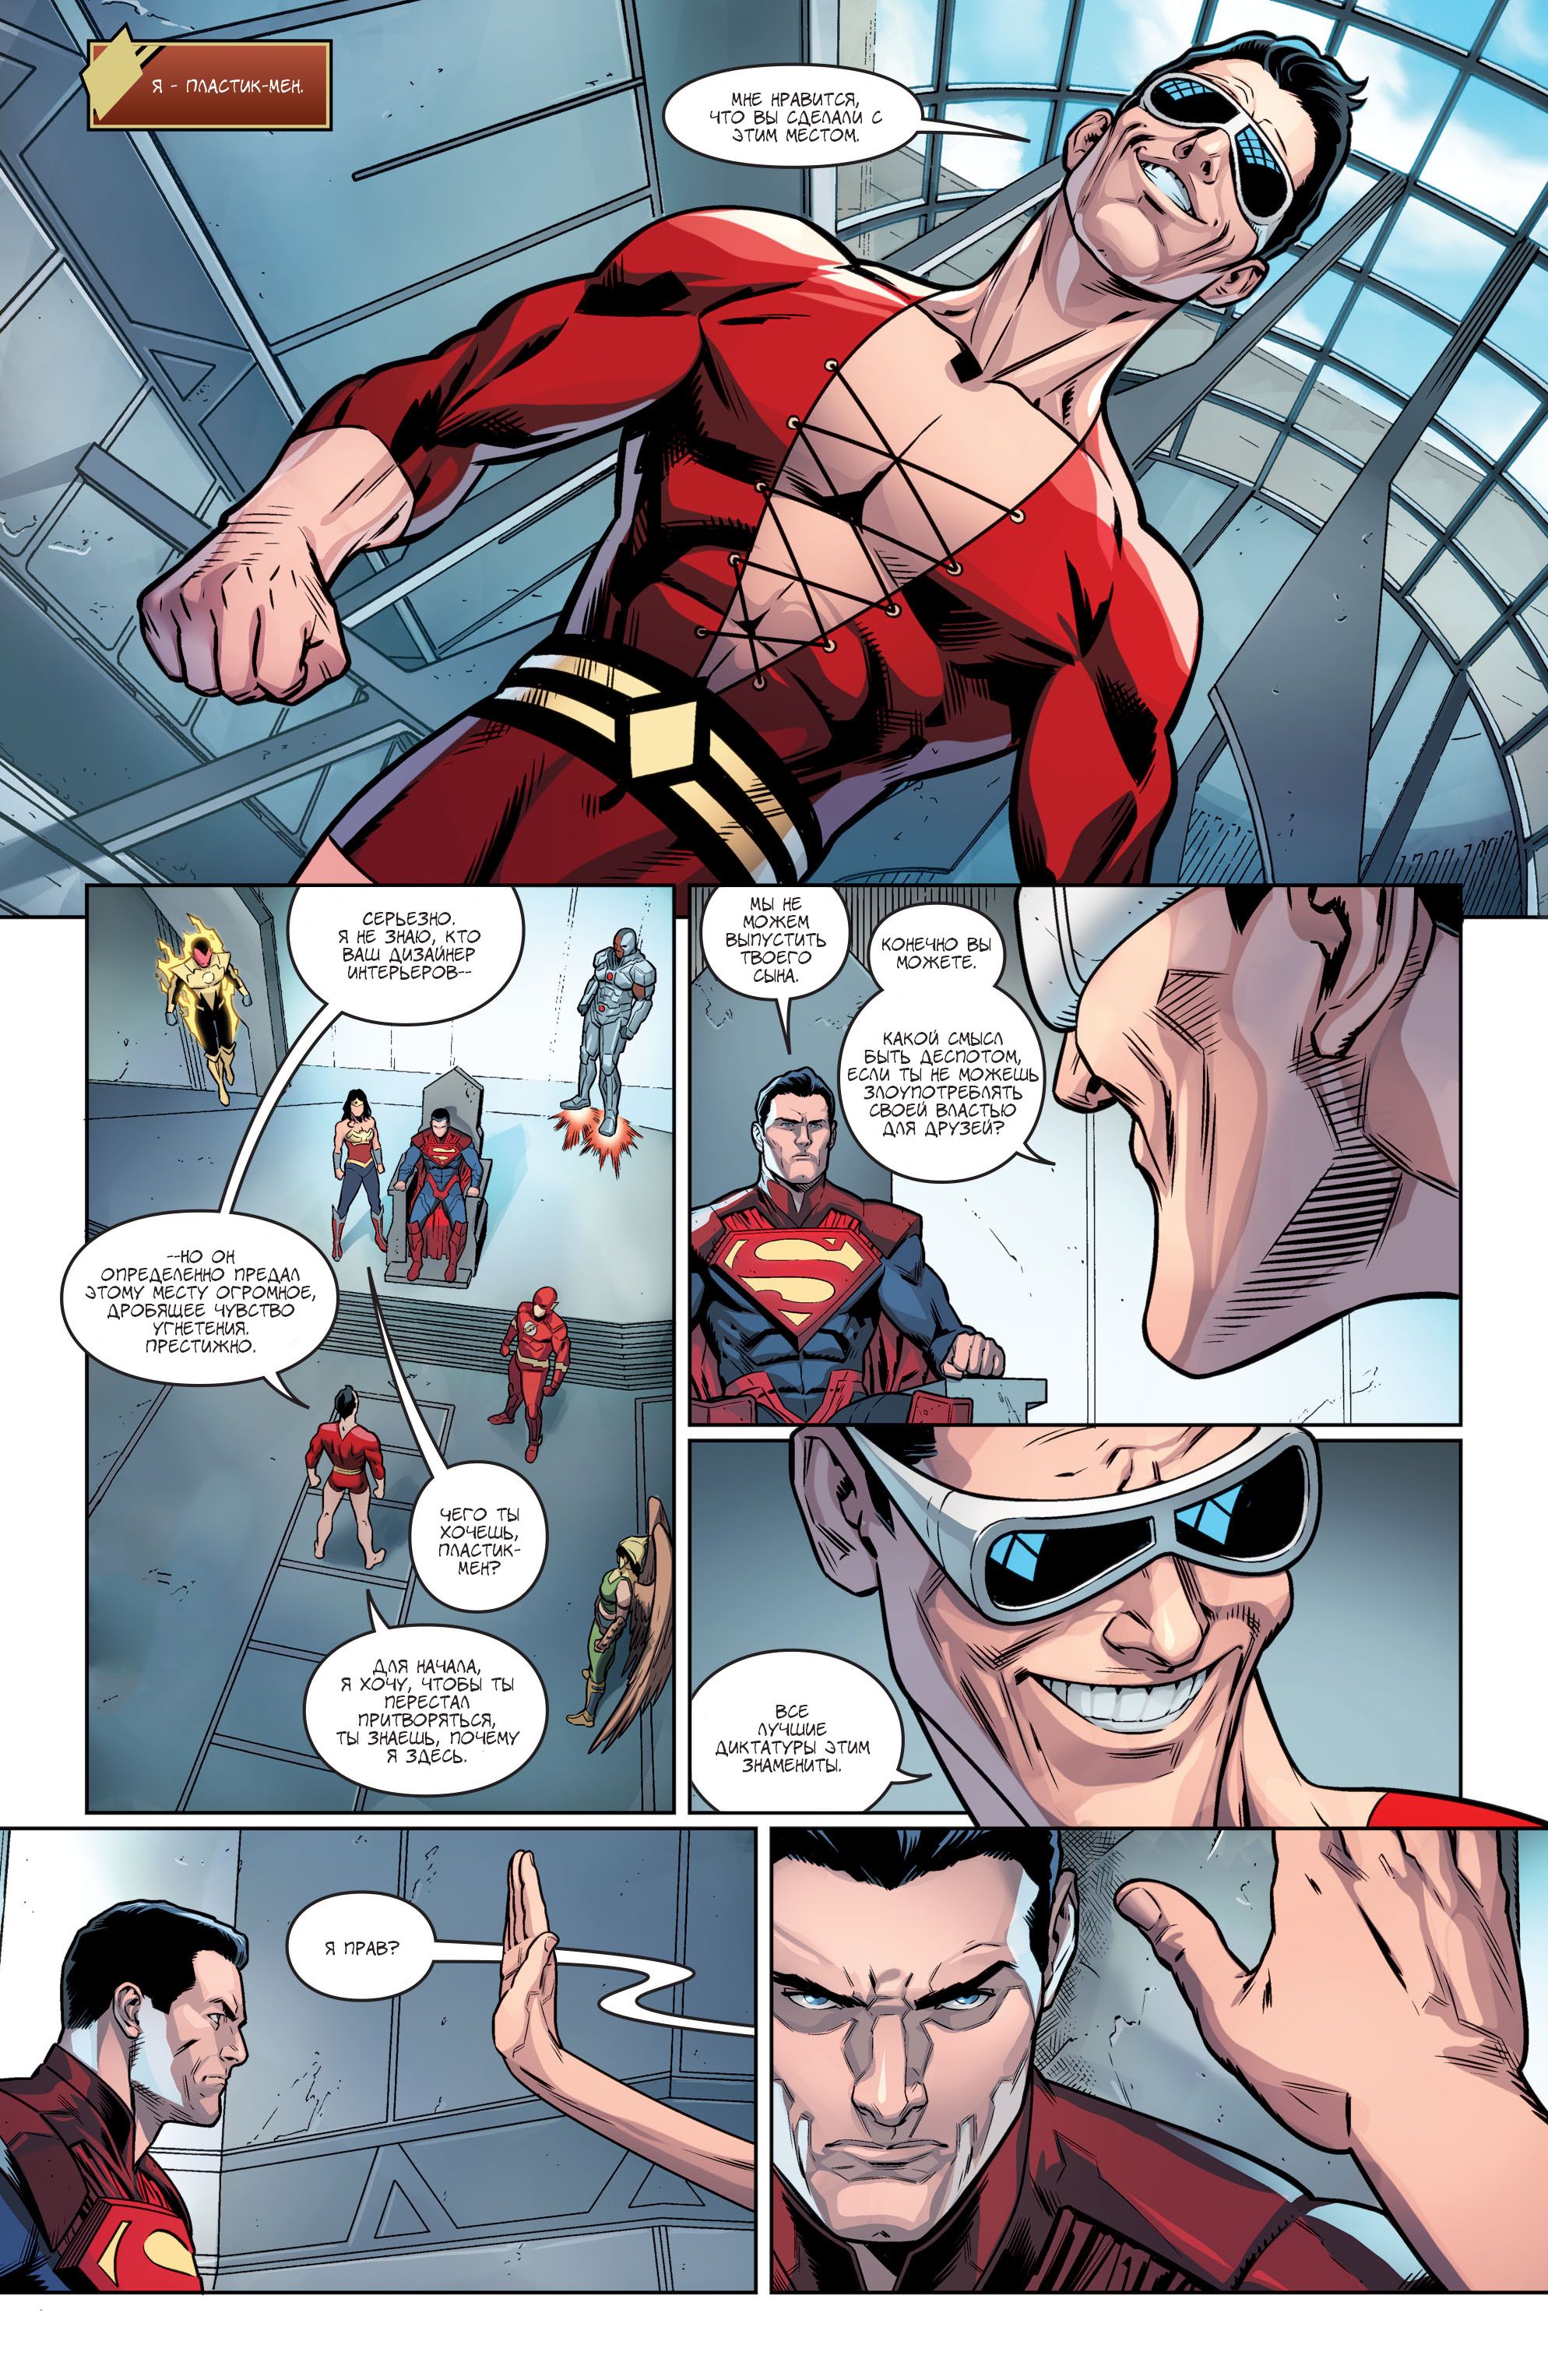 Я - ПЛАСТИК-МЕН.
МНЕ НРАВИТСЯ,
ЧТО ВЫ СДЕЛАЛИ С
ЭТИМ МЕСТОМ.
СЕРЬЕЗНО.
Я НЕ ЗНАЮ, КТО
ВАШ ДИЗАЙНЕР
ИНТЕРЬЕРОВ--
--НО ОН
ОПРЕДЕЛЕННО ПРЕДАЛ
ЭТОМУ МЕСТУ ОГРОМНОЕ,
ДРОБЯЩЕЕ ЧУВСТВО
УГНЕТЕНИЯ.
ПРЕСТИЖНО.
ЧЕГО ТЫ
ХОЧЕШЬ,
ПЛАСТИК-
МЕН?
ДЛЯ НАЧАЛА,
Я ХОЧУ, ЧТОБЫ ТЫ
ПЕРЕСТАЛ
ПРИТВОРЯТЬСЯ,
ТЫ ЗНАЕШЬ, ПОЧЕМУ
Я ЗДЕСЬ.
МЫ НЕ
МОЖЕМ
ВЫПУСТИТЬ
ТВОЕГО
СЫНА.
КОНЕЧНО ВЫ
МОЖЕТЕ.
КАКОЙ СМЫСЛ
БЫТЬ ДЕСПОТОМ,
ЕСЛИ ТЫ НЕ МОЖЕШЬ
ЗЛОУПОТРЕБЛЯТЬ
СВОЕЙ ВЛАСТЬЮ
ДЛЯ ДРУЗЕЙ?
ВСЕ
ЛУЧШИЕ
ДИКТАТУРЫ ЭТИМ
ЗНАМЕНИТЫ.
Я ПРАВ?